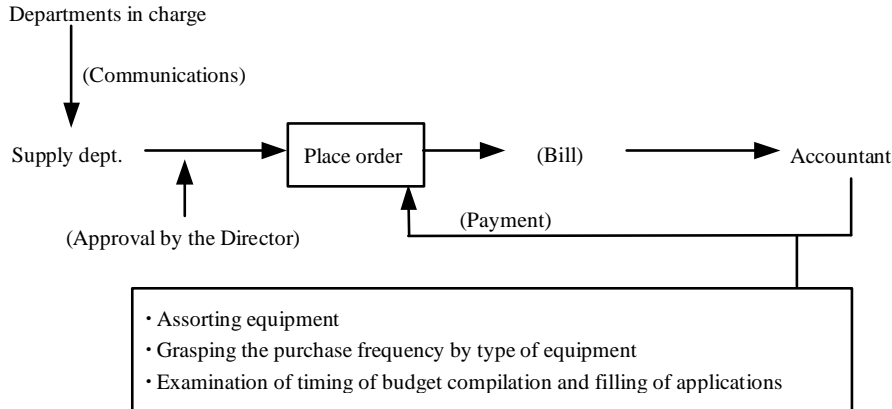 Departments in charge
(Communications)
Supply dept.
Place order
(Bill)
Accountant
(Approval by the Director)
(Payment)
・Assorting equipment
・Grasping the purchase frequency by type of equipment
・Examination of timing of budget compilation and filling of applications